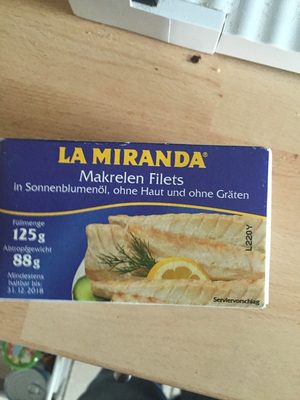 LA MIRANDA®
Makrelen Filets
in Sonnenblumenöl, ohne Haut und ohne Gräten
Füllmenge
125g
Abtropfgewicht
88g
Mindestens
haltbar bis:
31.12.2018
L220Y
Serviervorschlag